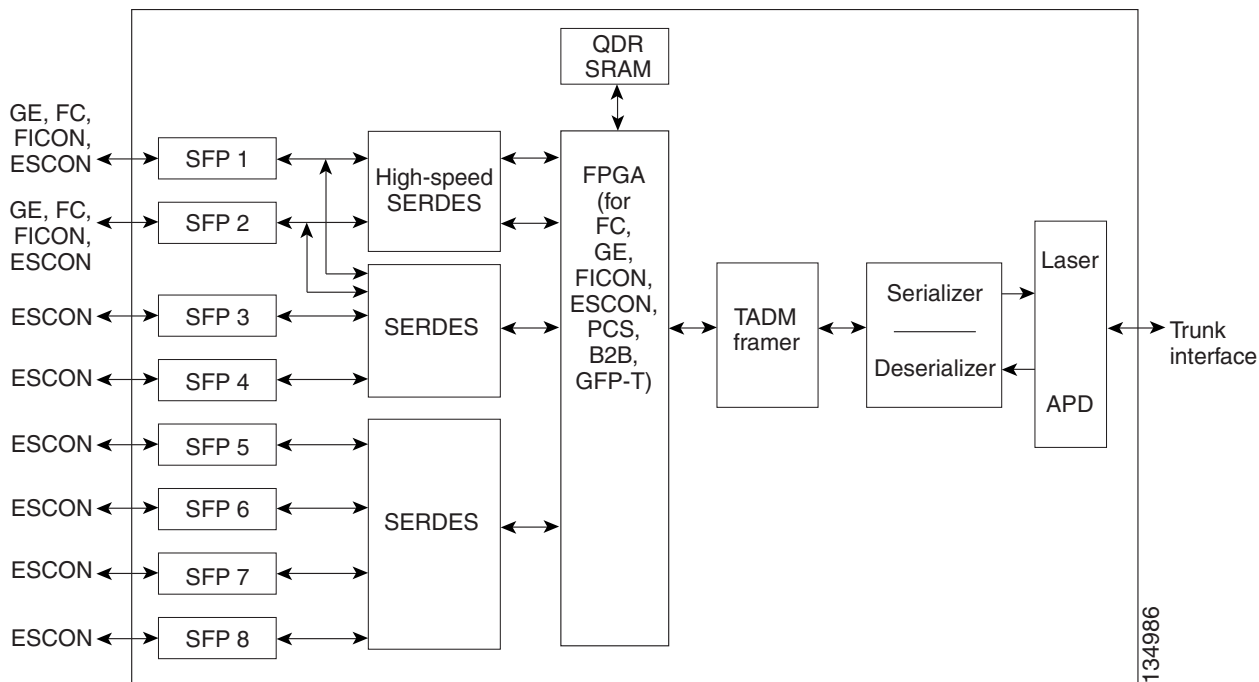 QDR
SRAM
GE, FC,
FICON,
ESCON
SFP 1
High-speed
SERDES
FPGA
(for
FC,
GE,
FICON,
ESCON,
PCS,
B2B,
GFP-T)
GE, FC,
FICON,
ESCON
SFP 2
ESCON
SFP 3
SERDES
ESCON
SFP 4
TADM
framer
Serializer
Deserializer
Laser
APD
Trunk
interface
ESCON
SFP 5
ESCON
SFP 6
SERDES
ESCON
SFP 7
ESCON
SFP 8
134986